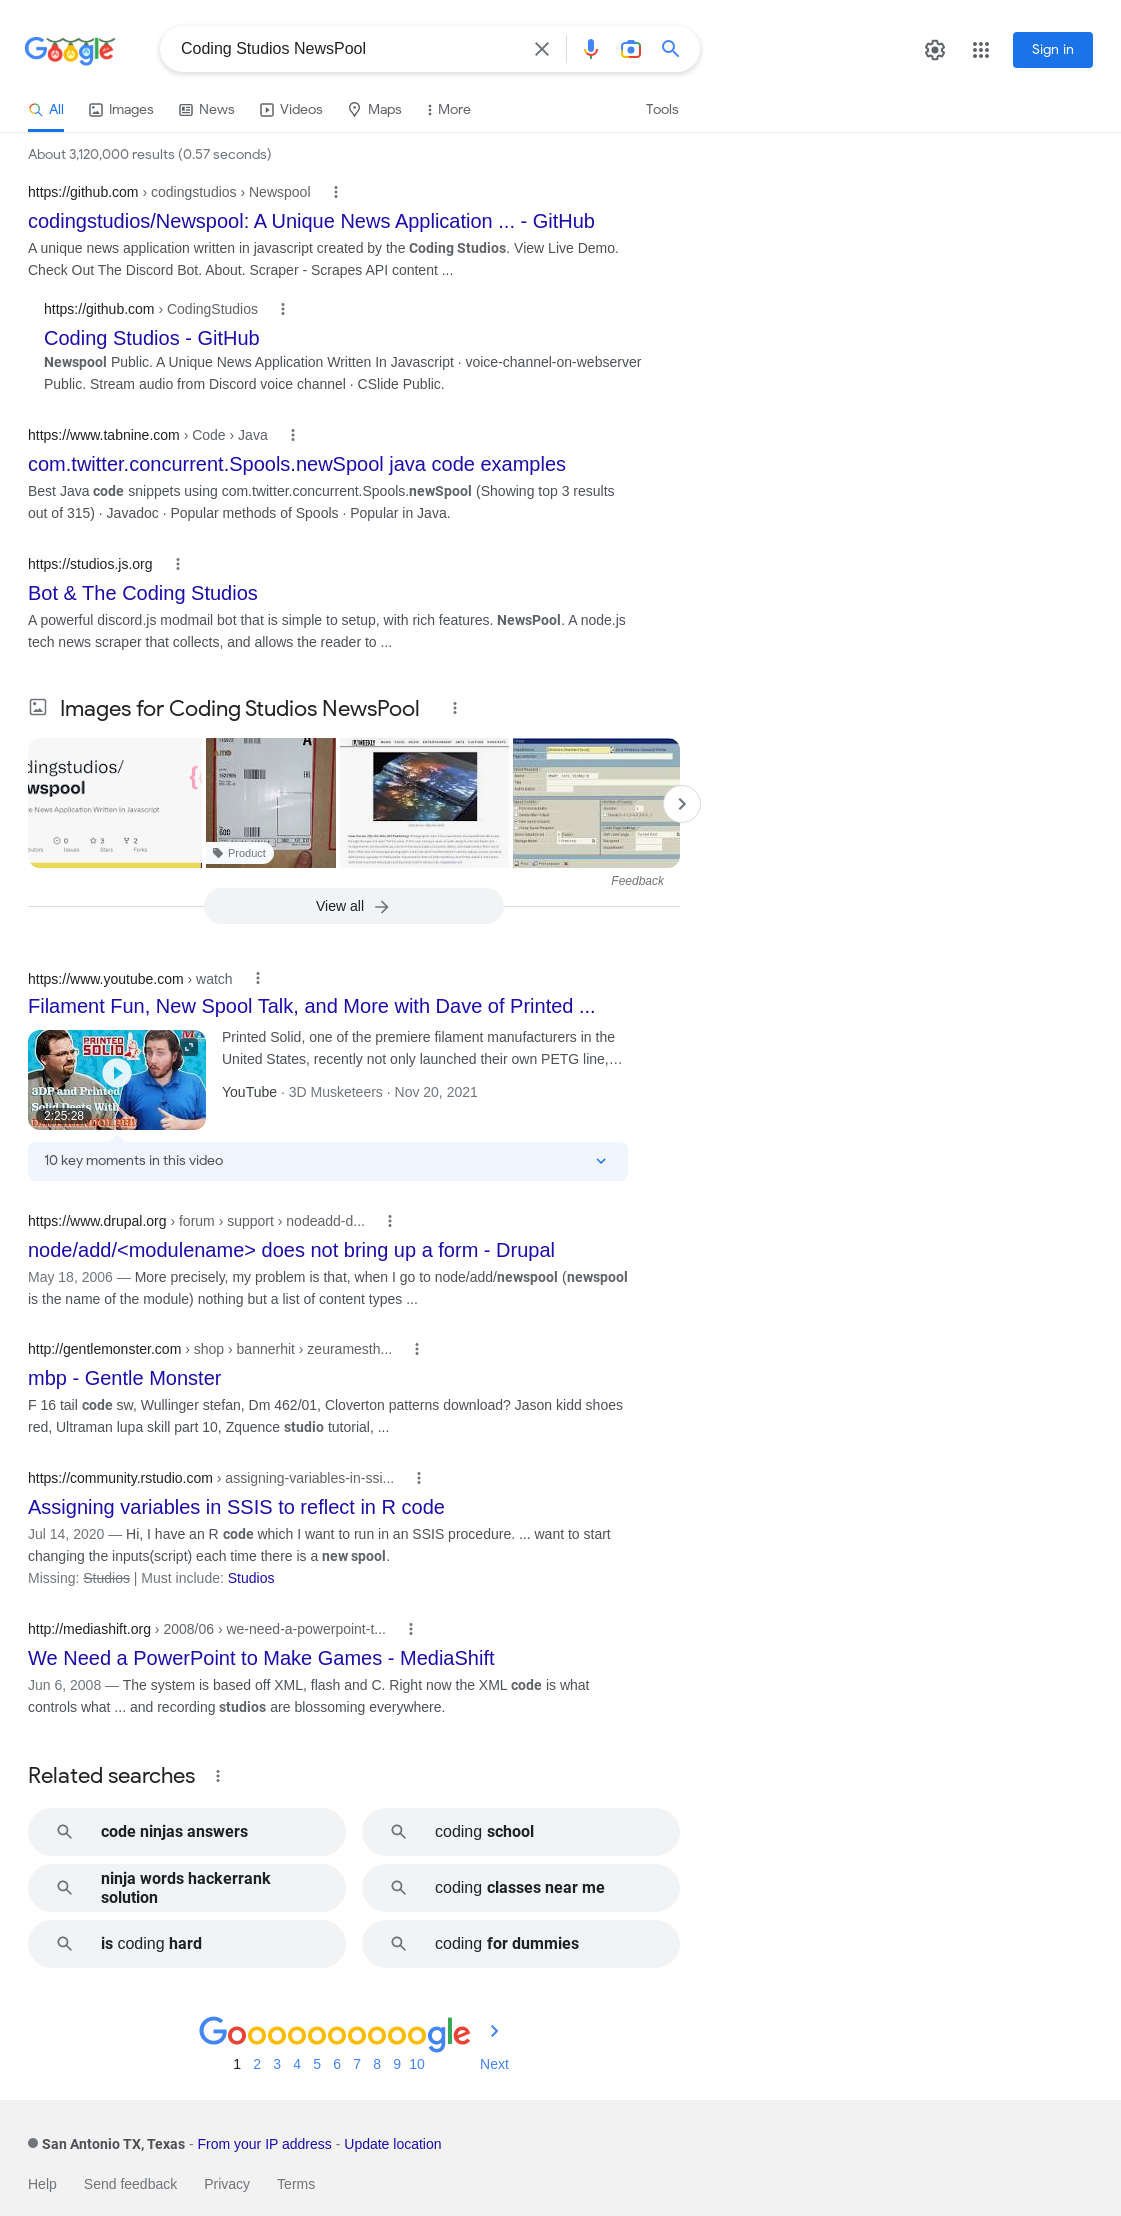 Google
Coding Studios NewsPool
Sign in
All Images News Videos Maps More Tools
About 3,120,000 results (0.57 seconds)
https://github.com › codingstudios › Newspool
codingstudios/Newspool: A Unique News Application ... - GitHub
A unique news application written in javascript created by the Coding Studios. View Live Demo.
Check Out The Discord Bot. About. Scraper - Scrapes API content ...
https://github.com › CodingStudios
Coding Studios - GitHub
Newspool Public. A Unique News Application Written In Javascript · voice-channel-on-webserver
Public. Stream audio from Discord voice channel · CSlide Public.
https://www.tabnine.com › Code › Java
com.twitter.concurrent.Spools.newSpool java code examples
Best Java code snippets using com.twitter.concurrent.Spools.newSpool (Showing top 3 results
out of 315) · Javadoc · Popular methods of Spools · Popular in Java.
https://studios.js.org
Bot & The Coding Studios
A powerful discord.js modmail bot that is simple to setup, with rich features. NewsPool. A node.js
tech news scraper that collects, and allows the reader to ...
Images for Coding Studios NewsPool
dingstudios/
wspool
e News Application Written In Javascript
0 3 2
utors Issues Stars Forks
Product
Feedback
View all
https://www.youtube.com › watch
Filament Fun, New Spool Talk, and More with Dave of Printed ...
PRINTED
SOLID
3DP and Printed
Solid Deets With
2:25:28
Printed Solid, one of the premiere filament manufacturers in the
United States, recently not only launched their own PETG line,...
YouTube · 3D Musketeers · Nov 20, 2021
10 key moments in this video
https://www.drupal.org › forum › support › nodeadd-d...
node/add/<modulename> does not bring up a form - Drupal
May 18, 2006 — More precisely, my problem is that, when I go to node/add/newspool (newspool
is the name of the module) nothing but a list of content types ...
http://gentlemonster.com › shop › bannerhit › zeuramesth...
mbp - Gentle Monster
F 16 tail code sw, Wullinger stefan, Dm 462/01, Cloverton patterns download? Jason kidd shoes
red, Ultraman lupa skill part 10, Zquence studio tutorial, ...
https://community.rstudio.com › assigning-variables-in-ssi...
Assigning variables in SSIS to reflect in R code
Jul 14, 2020 — Hi, I have an R code which I want to run in an SSIS procedure. ... want to start
changing the inputs(script) each time there is a new spool.
Missing: Studios | Must include: Studios
http://mediashift.org › 2008/06 › we-need-a-powerpoint-t...
We Need a PowerPoint to Make Games - MediaShift
Jun 6, 2008 — The system is based off XML, flash and C. Right now the XML code is what
controls what ... and recording studios are blossoming everywhere.
Related searches
code ninjas answers
coding school
ninja words hackerrank
solution
coding classes near me
is coding hard
coding for dummies
Goooooooooogle
1 2 3 4 5 6 7 8 9 10 Next
San Antonio TX, Texas - From your IP address - Update location
Help Send feedback Privacy Terms